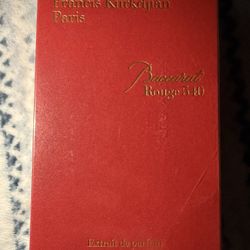 Francis Kurkdjian
Paris
Baccarat
Rouge 540
Extrait de parfum